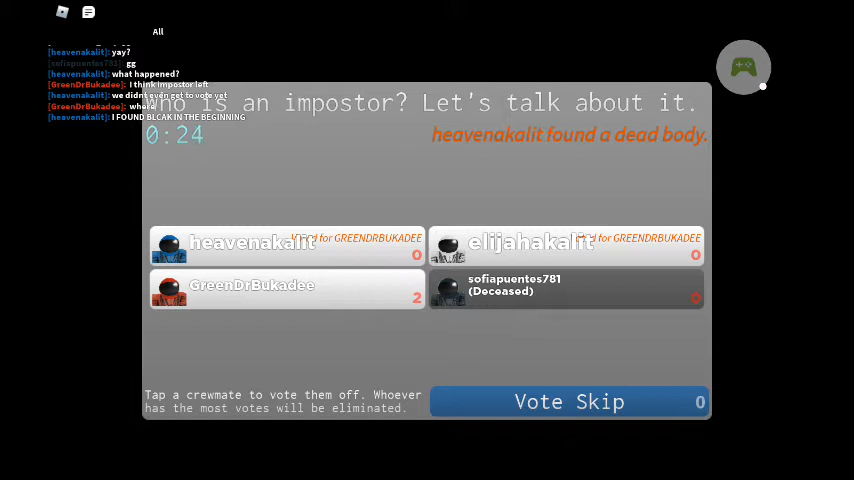 All
[heavenakalit]: yay?
[sofiapuentes781]: gg
[heavenakalit]: what happened?
[GreenDrBukadee]: I think impostor left
[heavenakalit]: we didnt even get to vote yet
[GreenDrBukadee]: where
[heavenakalit]: I FOUND BLCAK IN THE BEGINNING
Who is an impostor? Let's talk about it.
0:24
heavenakalit found a dead body.
heavenakalit
Voted for GREENDRBUKADEE
0
elijahakalit
Voted for GREENDRBUKADEE
0
GreenDrBukadee
2
sofiapuentes781
(Deceased)
0
Tap a crewmate to vote them off. Whoever
has the most votes will be eliminated.
Vote Skip
0